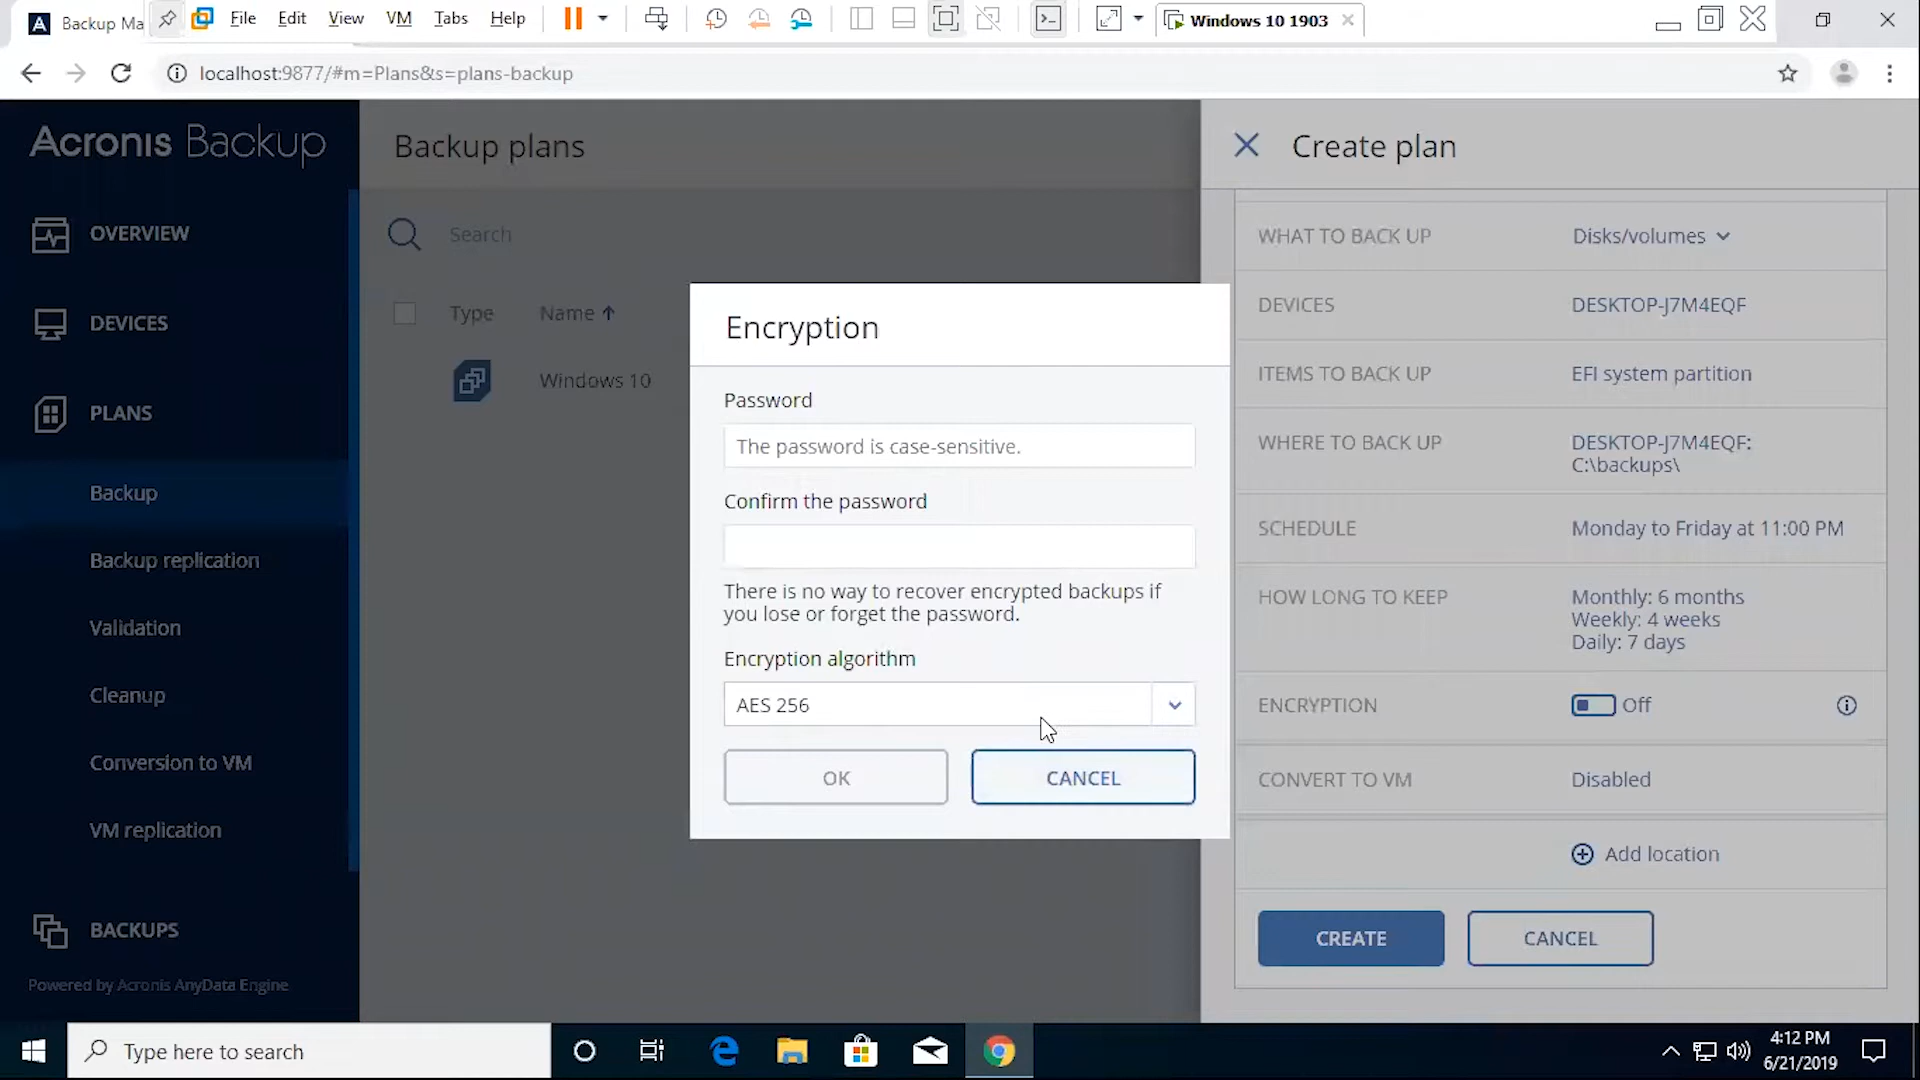 Backup Ma
File Edit View VM Tabs Help
Windows 10 1903
localhost:9877/#m=Plans&s=plans-backup
Acronis Backup
OVERVIEW
DEVICES
PLANS
Backup
Backup replication
Validation
Cleanup
Conversion to VM
VM replication
BACKUPS
Powered by Acronis AnyData Engine
Backup plans
Search
Type Name
Windows 10
Encryption
Password
The password is case-sensitive.
Confirm the password
There is no way to recover encrypted backups if
you lose or forget the password.
Encryption algorithm
AES 256
OK CANCEL
Create plan
WHAT TO BACK UP Disks/volumes
DEVICES DESKTOP-J7M4EQF
ITEMS TO BACK UP EFI system partition
WHERE TO BACK UP DESKTOP-J7M4EQF:
C:\backups\
SCHEDULE Monday to Friday at 11:00 PM
HOW LONG TO KEEP Monthly: 6 months
Weekly: 4 weeks
Daily: 7 days
ENCRYPTION Off
CONVERT TO VM Disabled
Add location
CREATE CANCEL
Type here to search
4:12 PM
6/21/2019